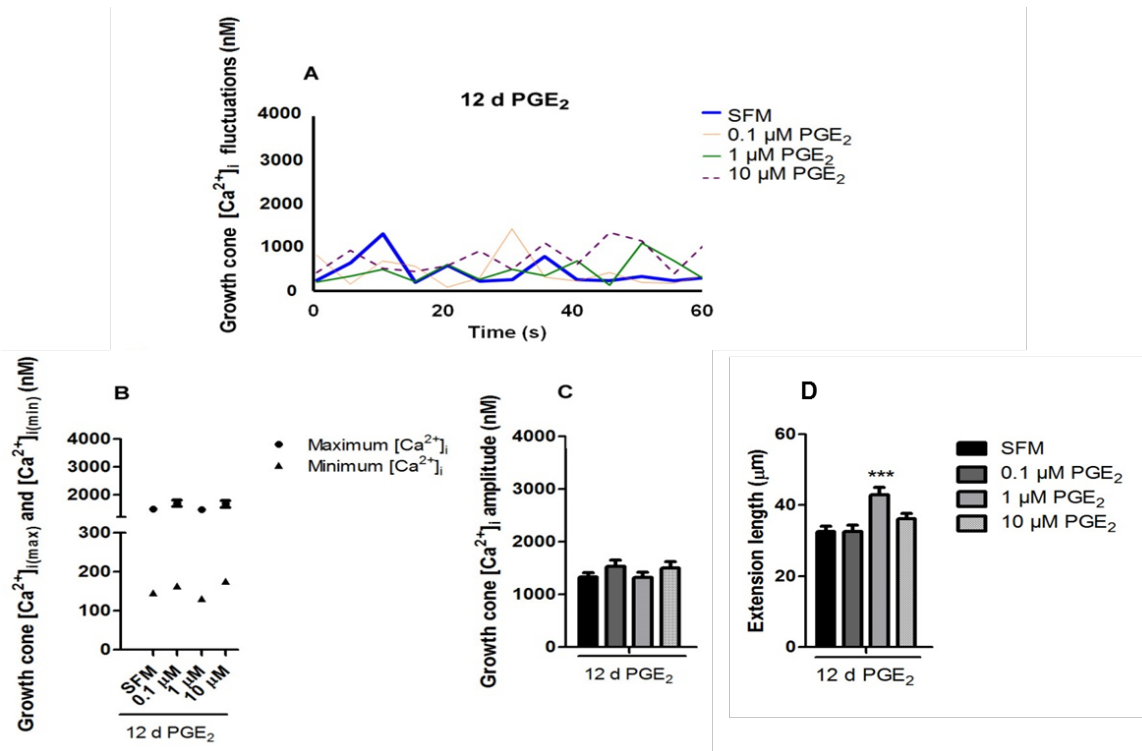 A
12 d PGE₂
Growth cone [Ca²⁺]ᵢ fluctuations (nM)
4000
3000
2000
1000
0
0
20
40
60
Time (s)
SFM
0.1 µM PGE₂
1 µM PGE₂
10 µM PGE₂
B
Growth cone [Ca²⁺]i(max) and [Ca²⁺]i(min) (nM)
4000
3000
2000
300
200
100
0
SFM
0.1 µM
1 µM
10 µM
12 d PGE₂
Maximum [Ca²⁺]ᵢ
Minimum [Ca²⁺]ᵢ
C
Growth cone [Ca²⁺]ᵢ amplitude (nM)
4000
3000
2000
1000
0
12 d PGE₂
D
Extension length (µm)
60
40
20
0
***
12 d PGE₂
SFM
0.1 µM PGE₂
1 µM PGE₂
10 µM PGE₂